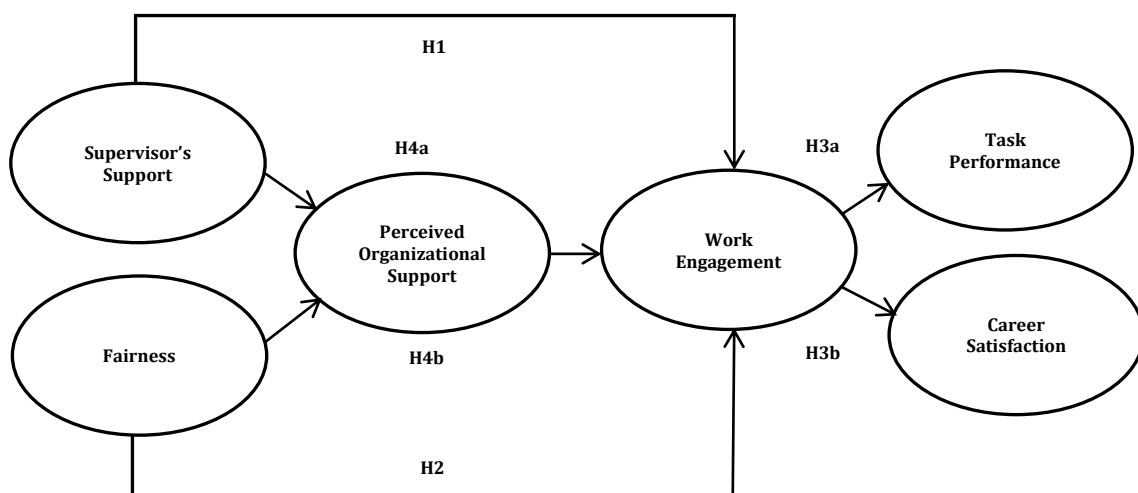 H1
Supervisor’s
Support
H4a
H3a
Task
Performance
Perceived
Organizational
Support
Work
Engagement
Fairness
H4b
H3b
Career
Satisfaction
H2